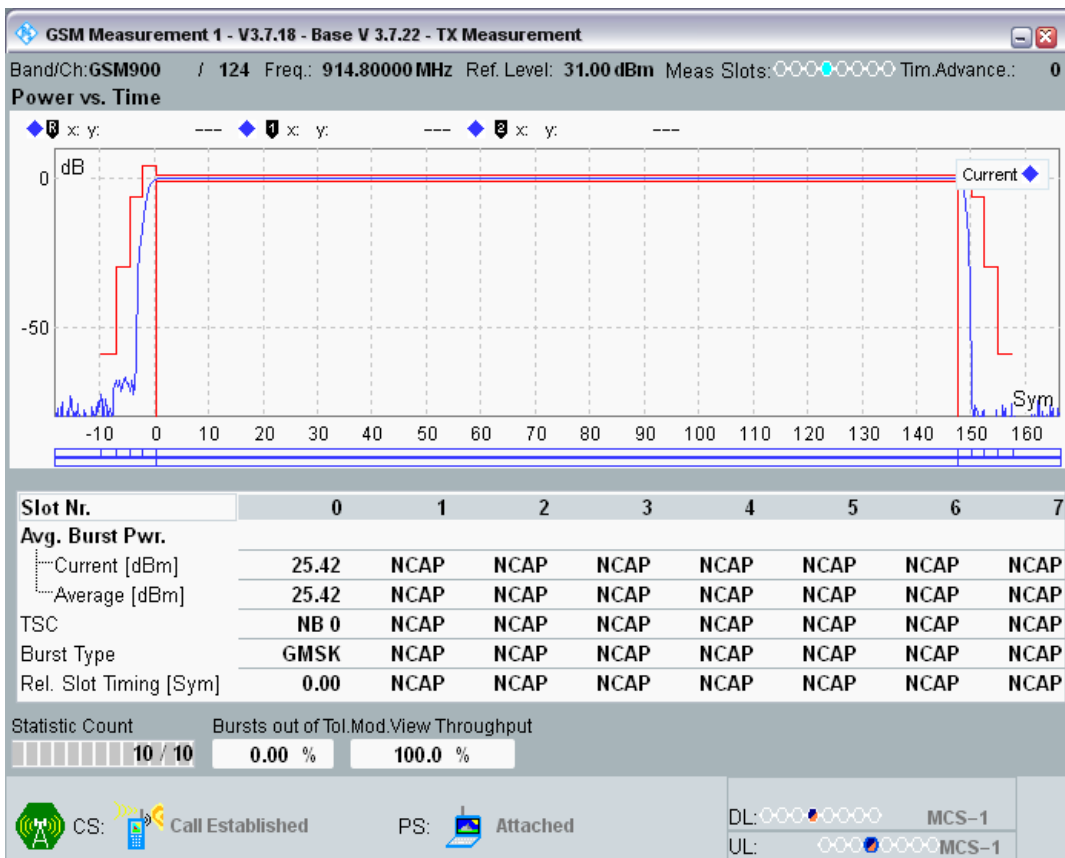 GSM Measurement 1 - V3.7.18 - Base V 3.7.22 - TX Measurement
Band/Ch:GSM900 / 124 Freq.: 914.80000 MHz Ref. Level: 31.00 dBm Meas Slots: Tim.Advance.: 0
Power vs. Time
R x: y: --- 1 x: y: --- 2 x: y: ---
dB
Current
0
-50
Sym
-10 0 10 20 30 40 50 60 70 80 90 100 110 120 130 140 150 160
Slot Nr. 0 1 2 3 4 5 6 7
Avg. Burst Pwr.
Current [dBm] 25.42 NCAP NCAP NCAP NCAP NCAP NCAP NCAP
Average [dBm] 25.42 NCAP NCAP NCAP NCAP NCAP NCAP NCAP
TSC NB 0 NCAP NCAP NCAP NCAP NCAP NCAP NCAP
Burst Type GMSK NCAP NCAP NCAP NCAP NCAP NCAP NCAP
Rel. Slot Timing [Sym] 0.00 NCAP NCAP NCAP NCAP NCAP NCAP NCAP
Statistic Count Bursts out of Tol. Mod.View Throughput
10 / 10 0.00 % 100.0 %
CS: Call Established PS: Attached DL: MCS-1
UL: MCS-1